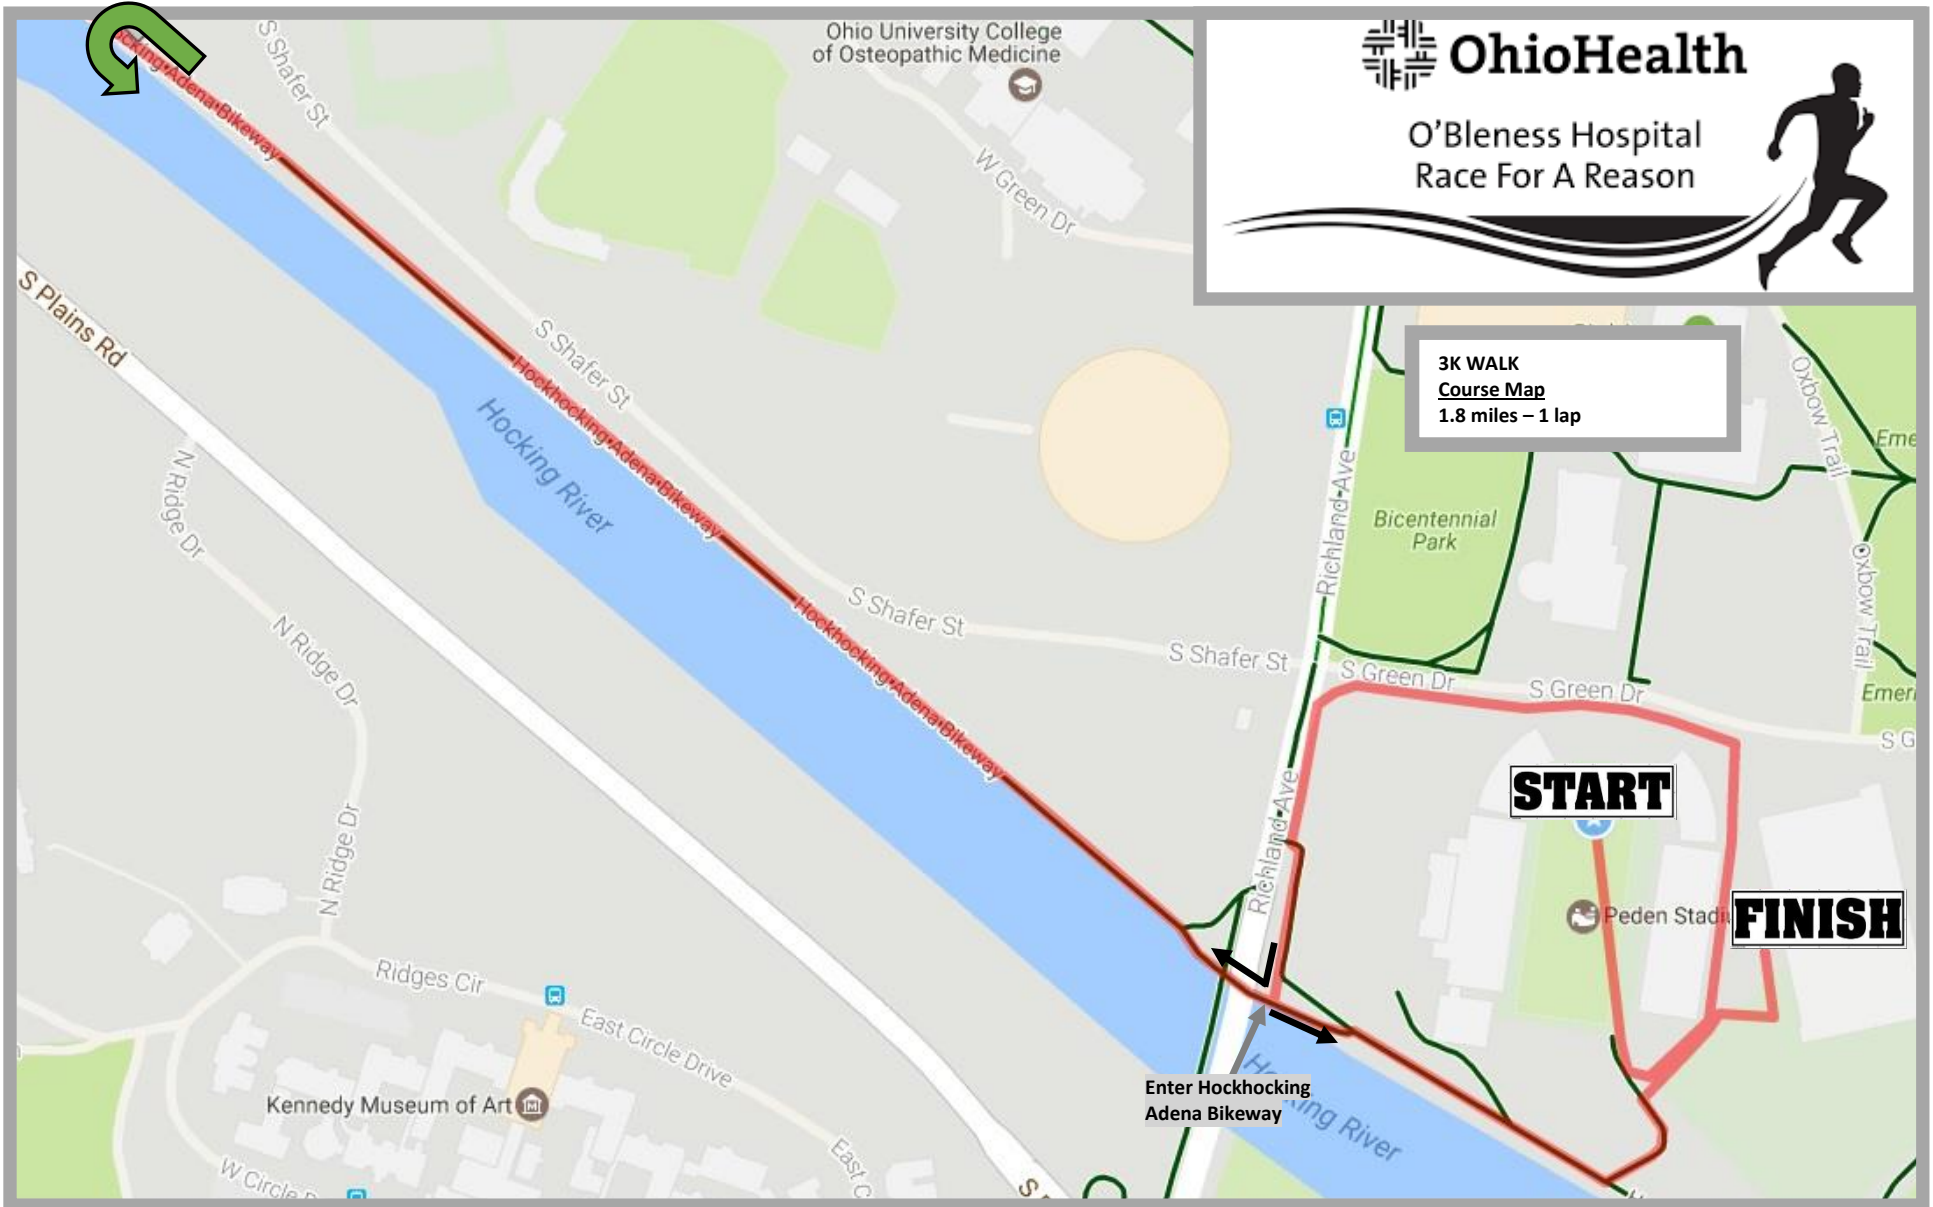 OhioHealth
O'Bleness Hospital
Race For A Reason
3K WALK
Course Map
1.8 miles – 1 lap
Ohio University College
of Osteopathic Medicine
Hocking•Adena•Bikeway
S Shafer St
W Green Dr
S Plains Rd
S Shafer St
Hockhocking•Adena•Bikeway
Hocking River
N Ridge Dr
Richland•Ave
Bicentennial
Park
Oxbow Trail
Oxbow Trail
S Shafer St
Hockhocking•Adena•Bikeway
S Shafer St
S Green Dr
S Green Dr
N Ridge Dr
START
Richland•Ave
N Ridge Dr
Peden Stadi
FINISH
Ridges Cir
East Circle Drive
Kennedy Museum of Art
Enter Hockhocking
Adena Bikeway
Hocking River
East C
W Circle